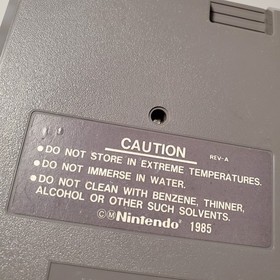 CAUTION REV-A
•DO NOT STORE IN EXTREME TEMPERATURES.
•DO NOT IMMERSE IN WATER.
•DO NOT CLEAN WITH BENZENE, THINNER,
ALCOHOL OR OTHER SUCH SOLVENTS.
©Ⓜ Nintendo 1985